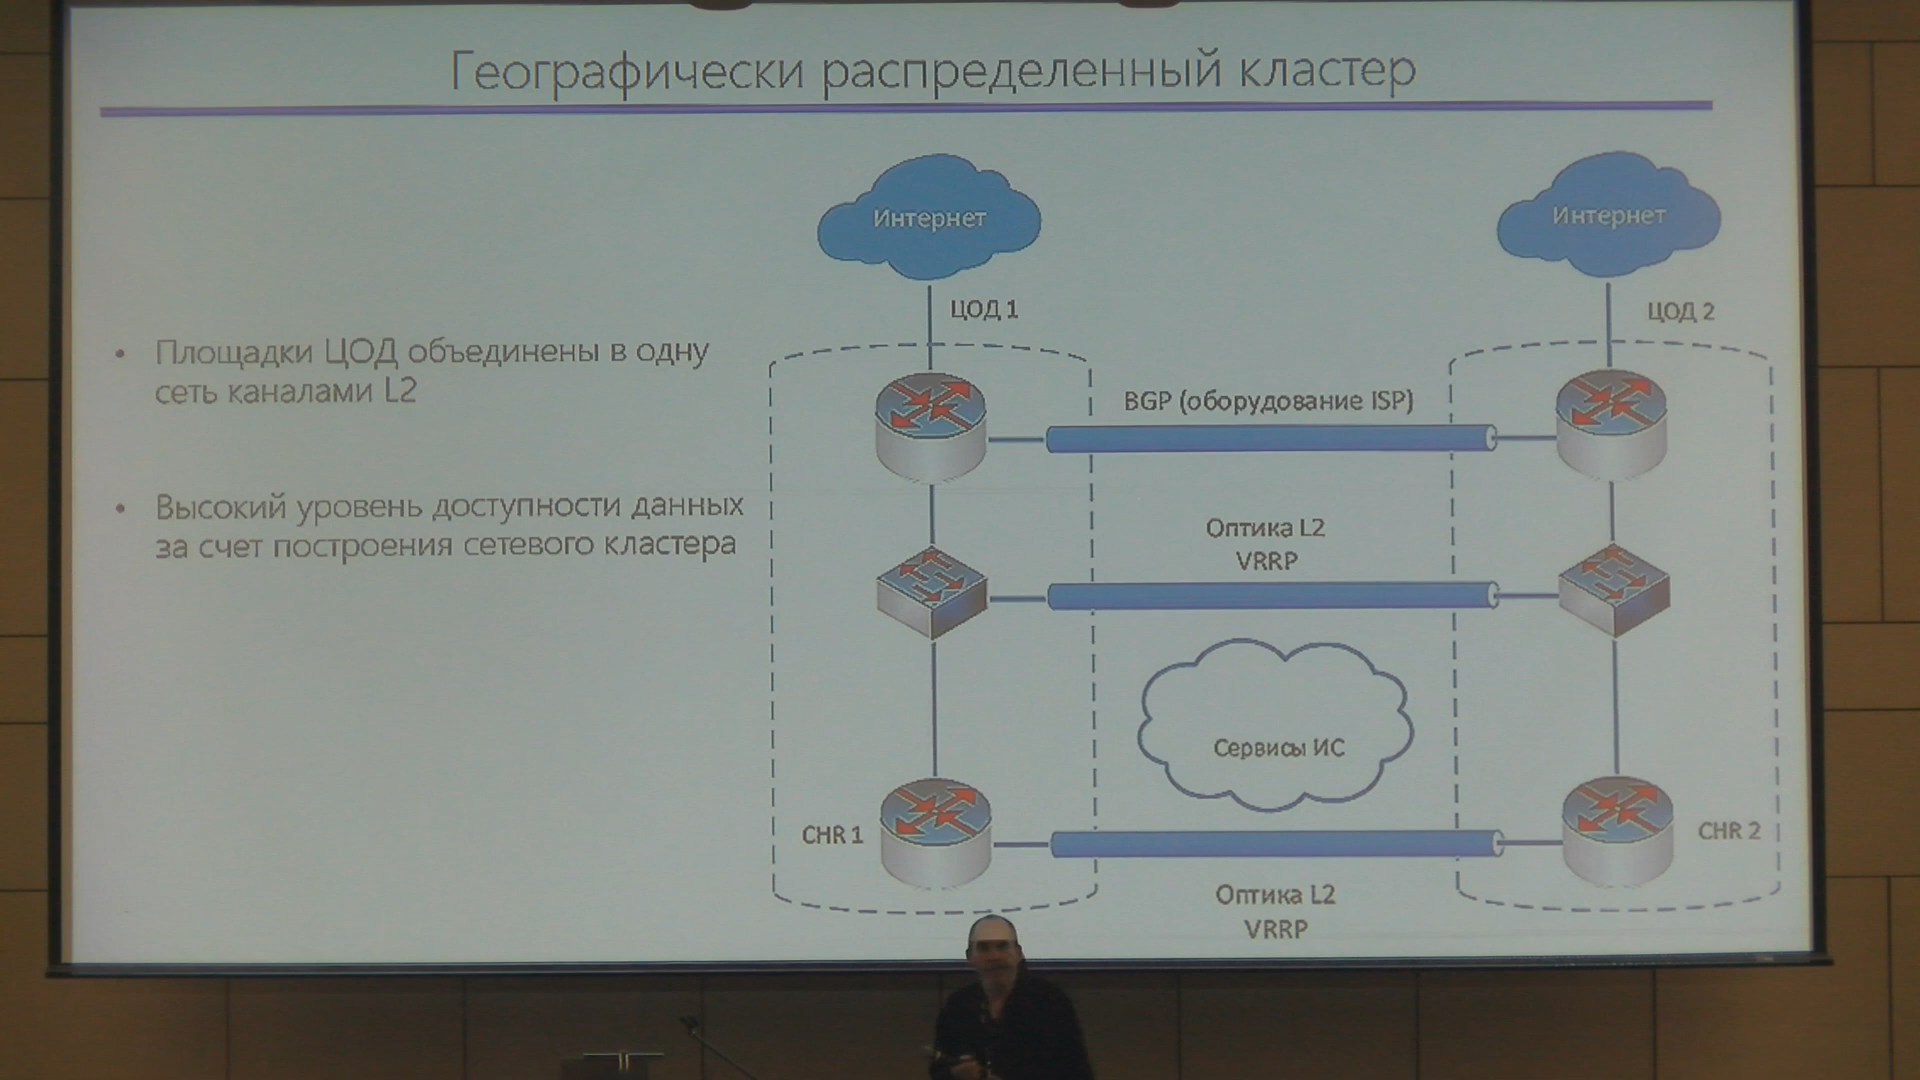 Географически распределенный кластер
Интернет
Интернет
ЦОД 1
ЦОД 2
• Площадки ЦОД объединены в одну
сеть каналами L2
BGP (оборудование ISP)
• Высокий уровень доступности данных
за счет построения сетевого кластера
Оптика L2
VRRP
Сервисы ИС
CHR 1
CHR 2
Оптика L2
VRRP